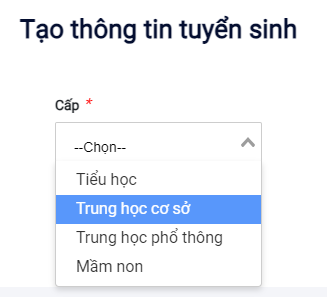 Tạo thông tin tuyển sinh
Cấp *
--Chọn--
Tiểu học
Trung học cơ sở
Trung học phổ thông
Mầm non